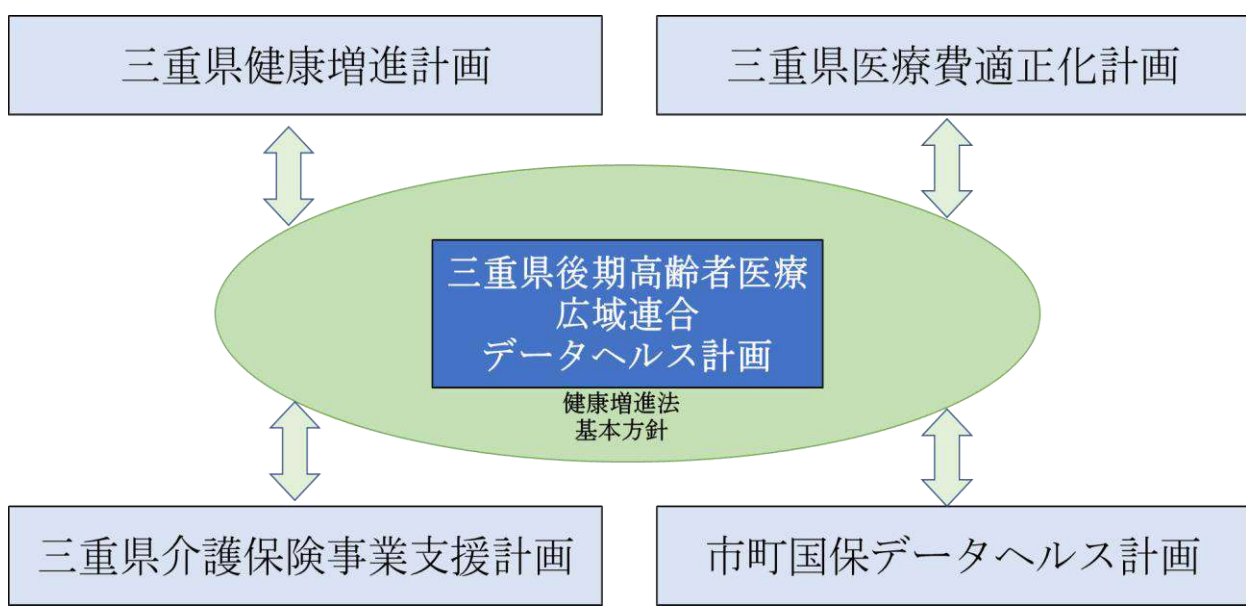 三重県健康増進計画
三重県医療費適正化計画
三重県後期高齢者医療
広域連合
データヘルス計画
健康増進法
基本方針
三重県介護保険事業支援計画
市町国保データヘルス計画